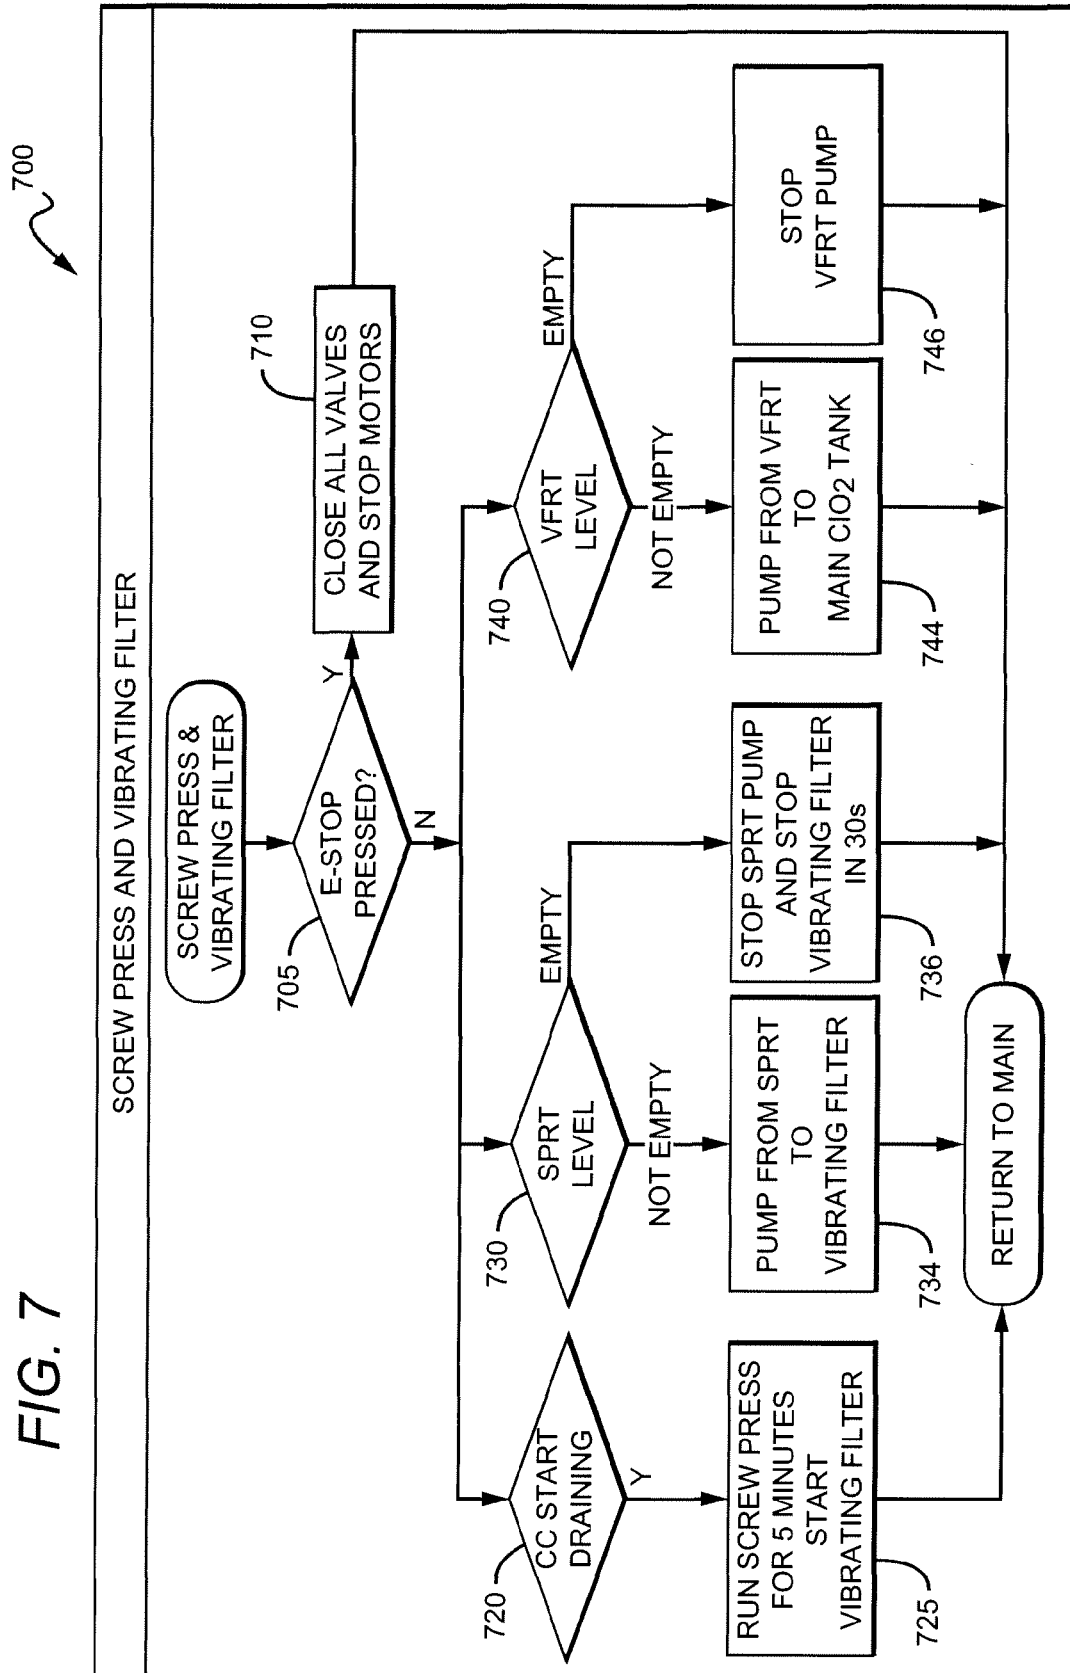 FIG. 7
700
SCREW PRESS AND VIBRATING FILTER
SCREW PRESS &
VIBRATING FILTER
705
E-STOP
PRESSED?
Y
N
710
CLOSE ALL VALVES
AND STOP MOTORS
720
CC START
DRAINING
Y
730
SPRT
LEVEL
EMPTY
NOT EMPTY
740
VFRT
LEVEL
EMPTY
NOT EMPTY
RUN SCREW PRESS
FOR 5 MINUTES
START
VIBRATING FILTER
725
PUMP FROM SPRT
TO
VIBRATING FILTER
734
STOP SPRT PUMP
AND STOP
VIBRATING FILTER
IN 30s
736
PUMP FROM VFRT
TO
MAIN ClO2 TANK
744
STOP
VFRT PUMP
746
RETURN TO MAIN